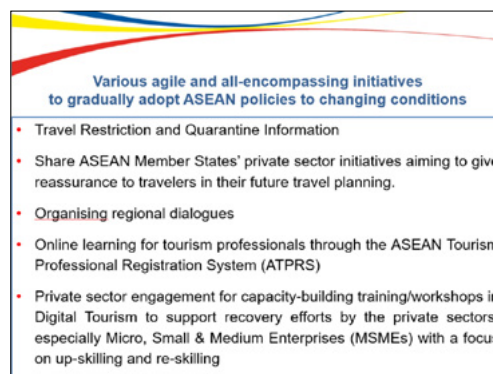 Various agile and all-encompassing initiatives
to gradually adopt ASEAN policies to changing conditions
• Travel Restriction and Quarantine Information
• Share ASEAN Member States' private sector initiatives aiming to give
reassurance to travelers in their future travel planning.
• Organising regional dialogues
• Online learning for tourism professionals through the ASEAN Tourism
Professional Registration System (ATPRS)
• Private sector engagement for capacity-building training/workshops in
Digital Tourism to support recovery efforts by the private sectors
especially Micro, Small & Medium Enterprises (MSMEs) with a focus
on up-skilling and re-skilling